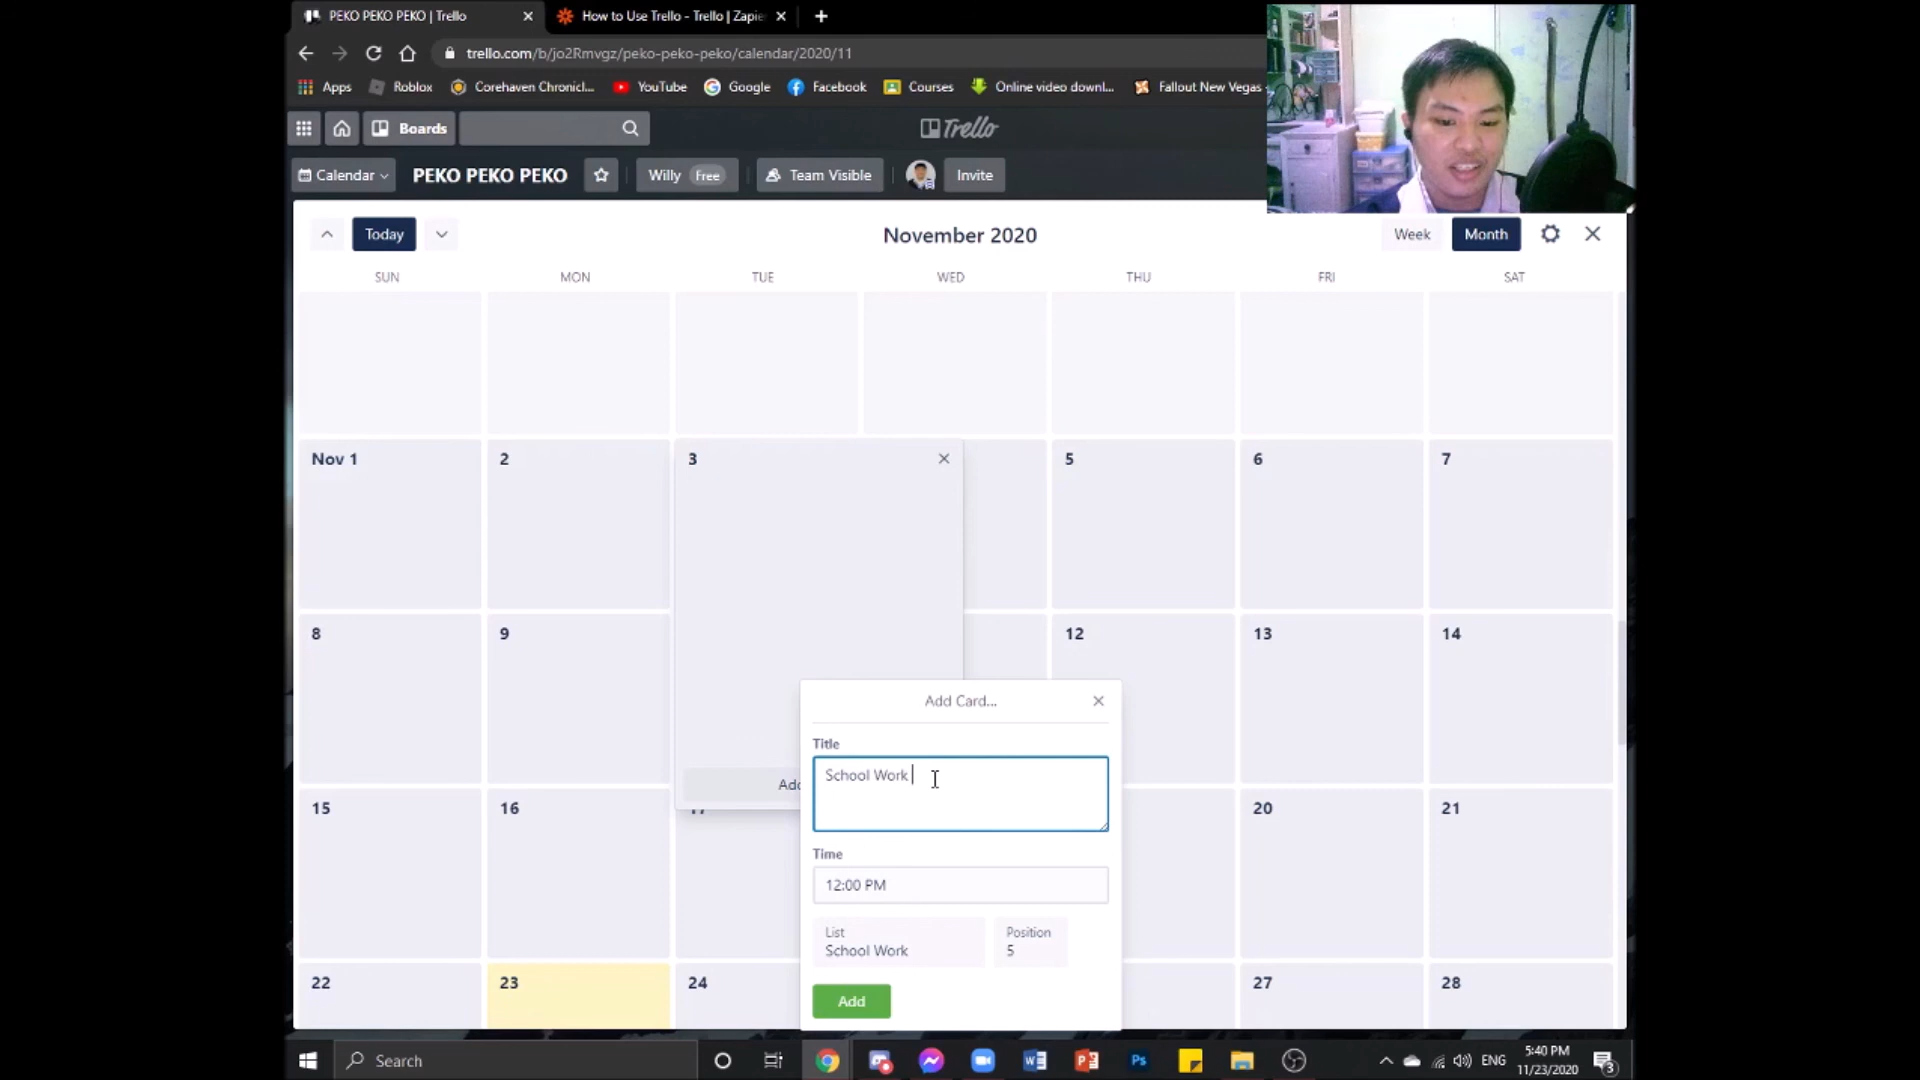 PEKO PEKO PEKO | Trello
How to Use Trello - Trello | Zapie
trello.com/b/jo2Rmvgz/peko-peko-peko/calendar/2020/11
Apps Roblox Corehaven Chronicl... YouTube Google Facebook Courses Online video downl... Fallout New Vegas
Boards Trello
Calendar PEKO PEKO PEKO Willy Free Team Visible Invite
Today November 2020 Week Month
SUN MON TUE WED THU FRI SAT
Nov 1 2 3 5 6 7
8 9 12 13 14
Add Card...
Title
School Work
Add
15 16 17 20 21
Time
12:00 PM
List Position
School Work 5
22 23 24 27 28
Add
Search ENG 5:40 PM
11/23/2020 3